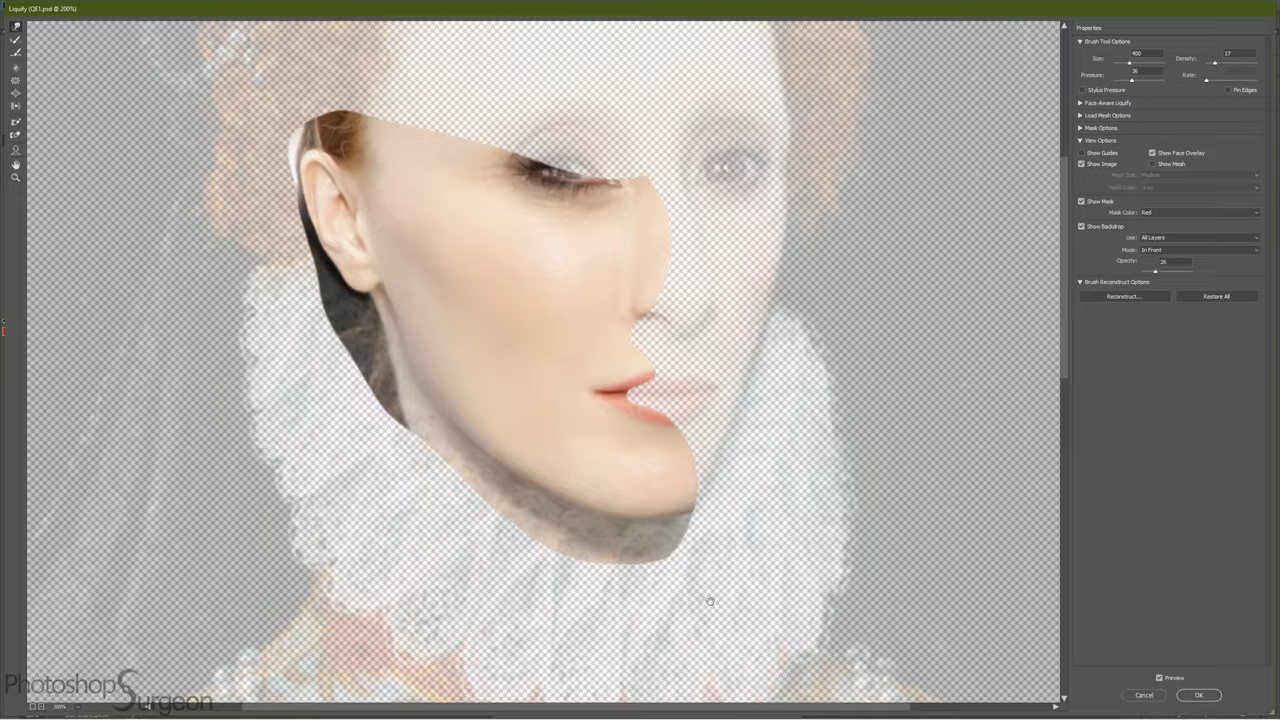 Liquify (QE1.psd @ 200%)
Properties
Brush Tool Options
Size: 400 Density: 17
Pressure: 36 Rate:
Stylus Pressure Pin Edges
Face-Aware Liquify
Load Mesh Options
Mask Options
View Options
Show Guides Show Face Overlay
Show Image Show Mesh
Mesh Size: Medium
Mesh Color: Gray
Show Mask
Mask Color: Red
Show Backdrop
Use: All Layers
Mode: In Front
Opacity: 26
Brush Reconstruct Options
Reconstruct... Restore All
Preview
Cancel OK
Photoshop Surgeon
200%